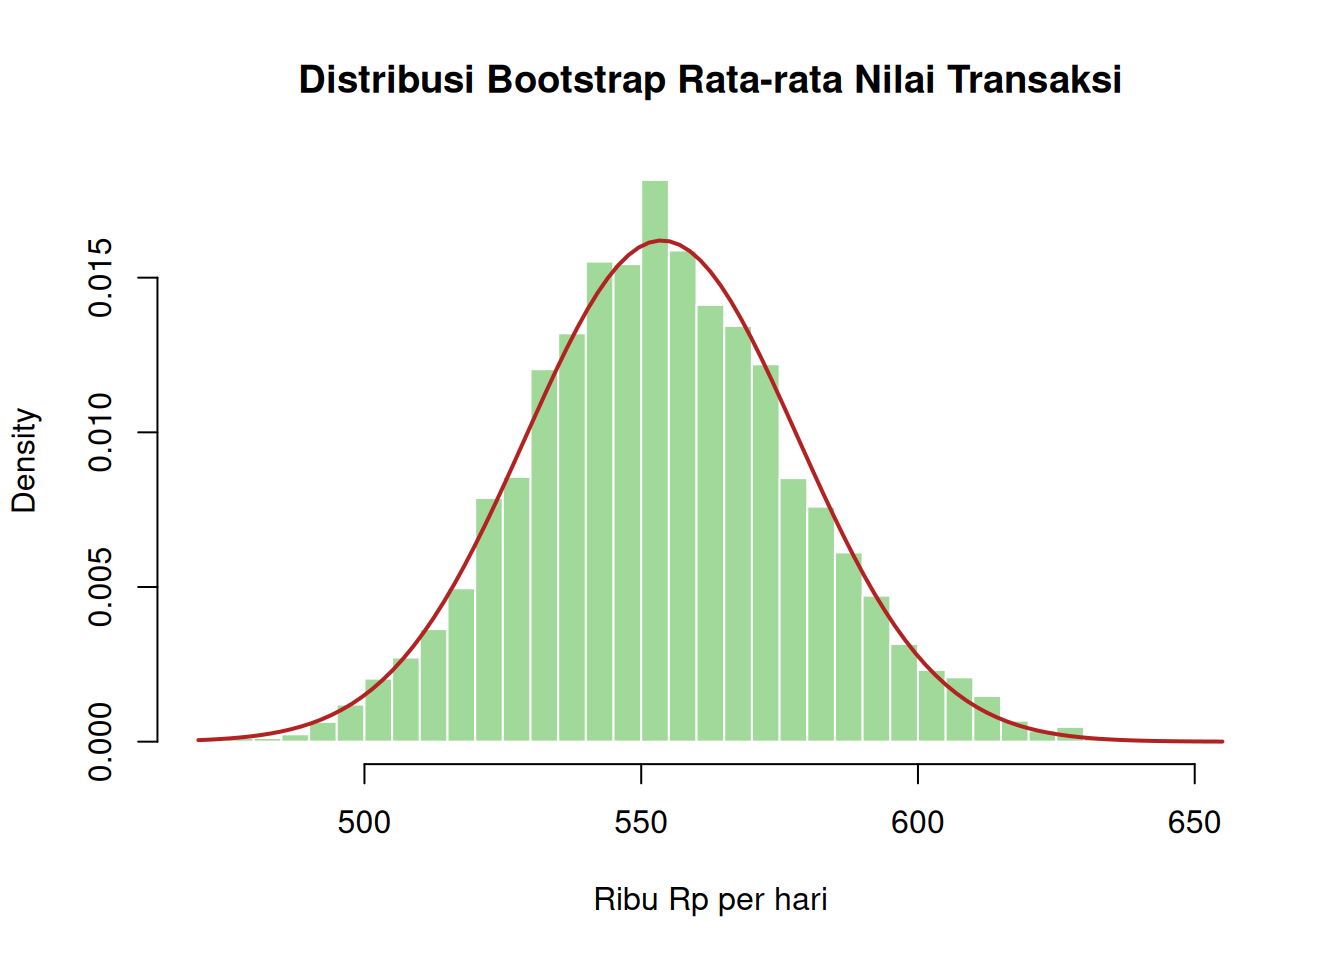 Distribusi Bootstrap Rata-rata Nilai Transaksi
Density
0.015
0.010
0.005
0.000
500 550 600 650
Ribu Rp per hari